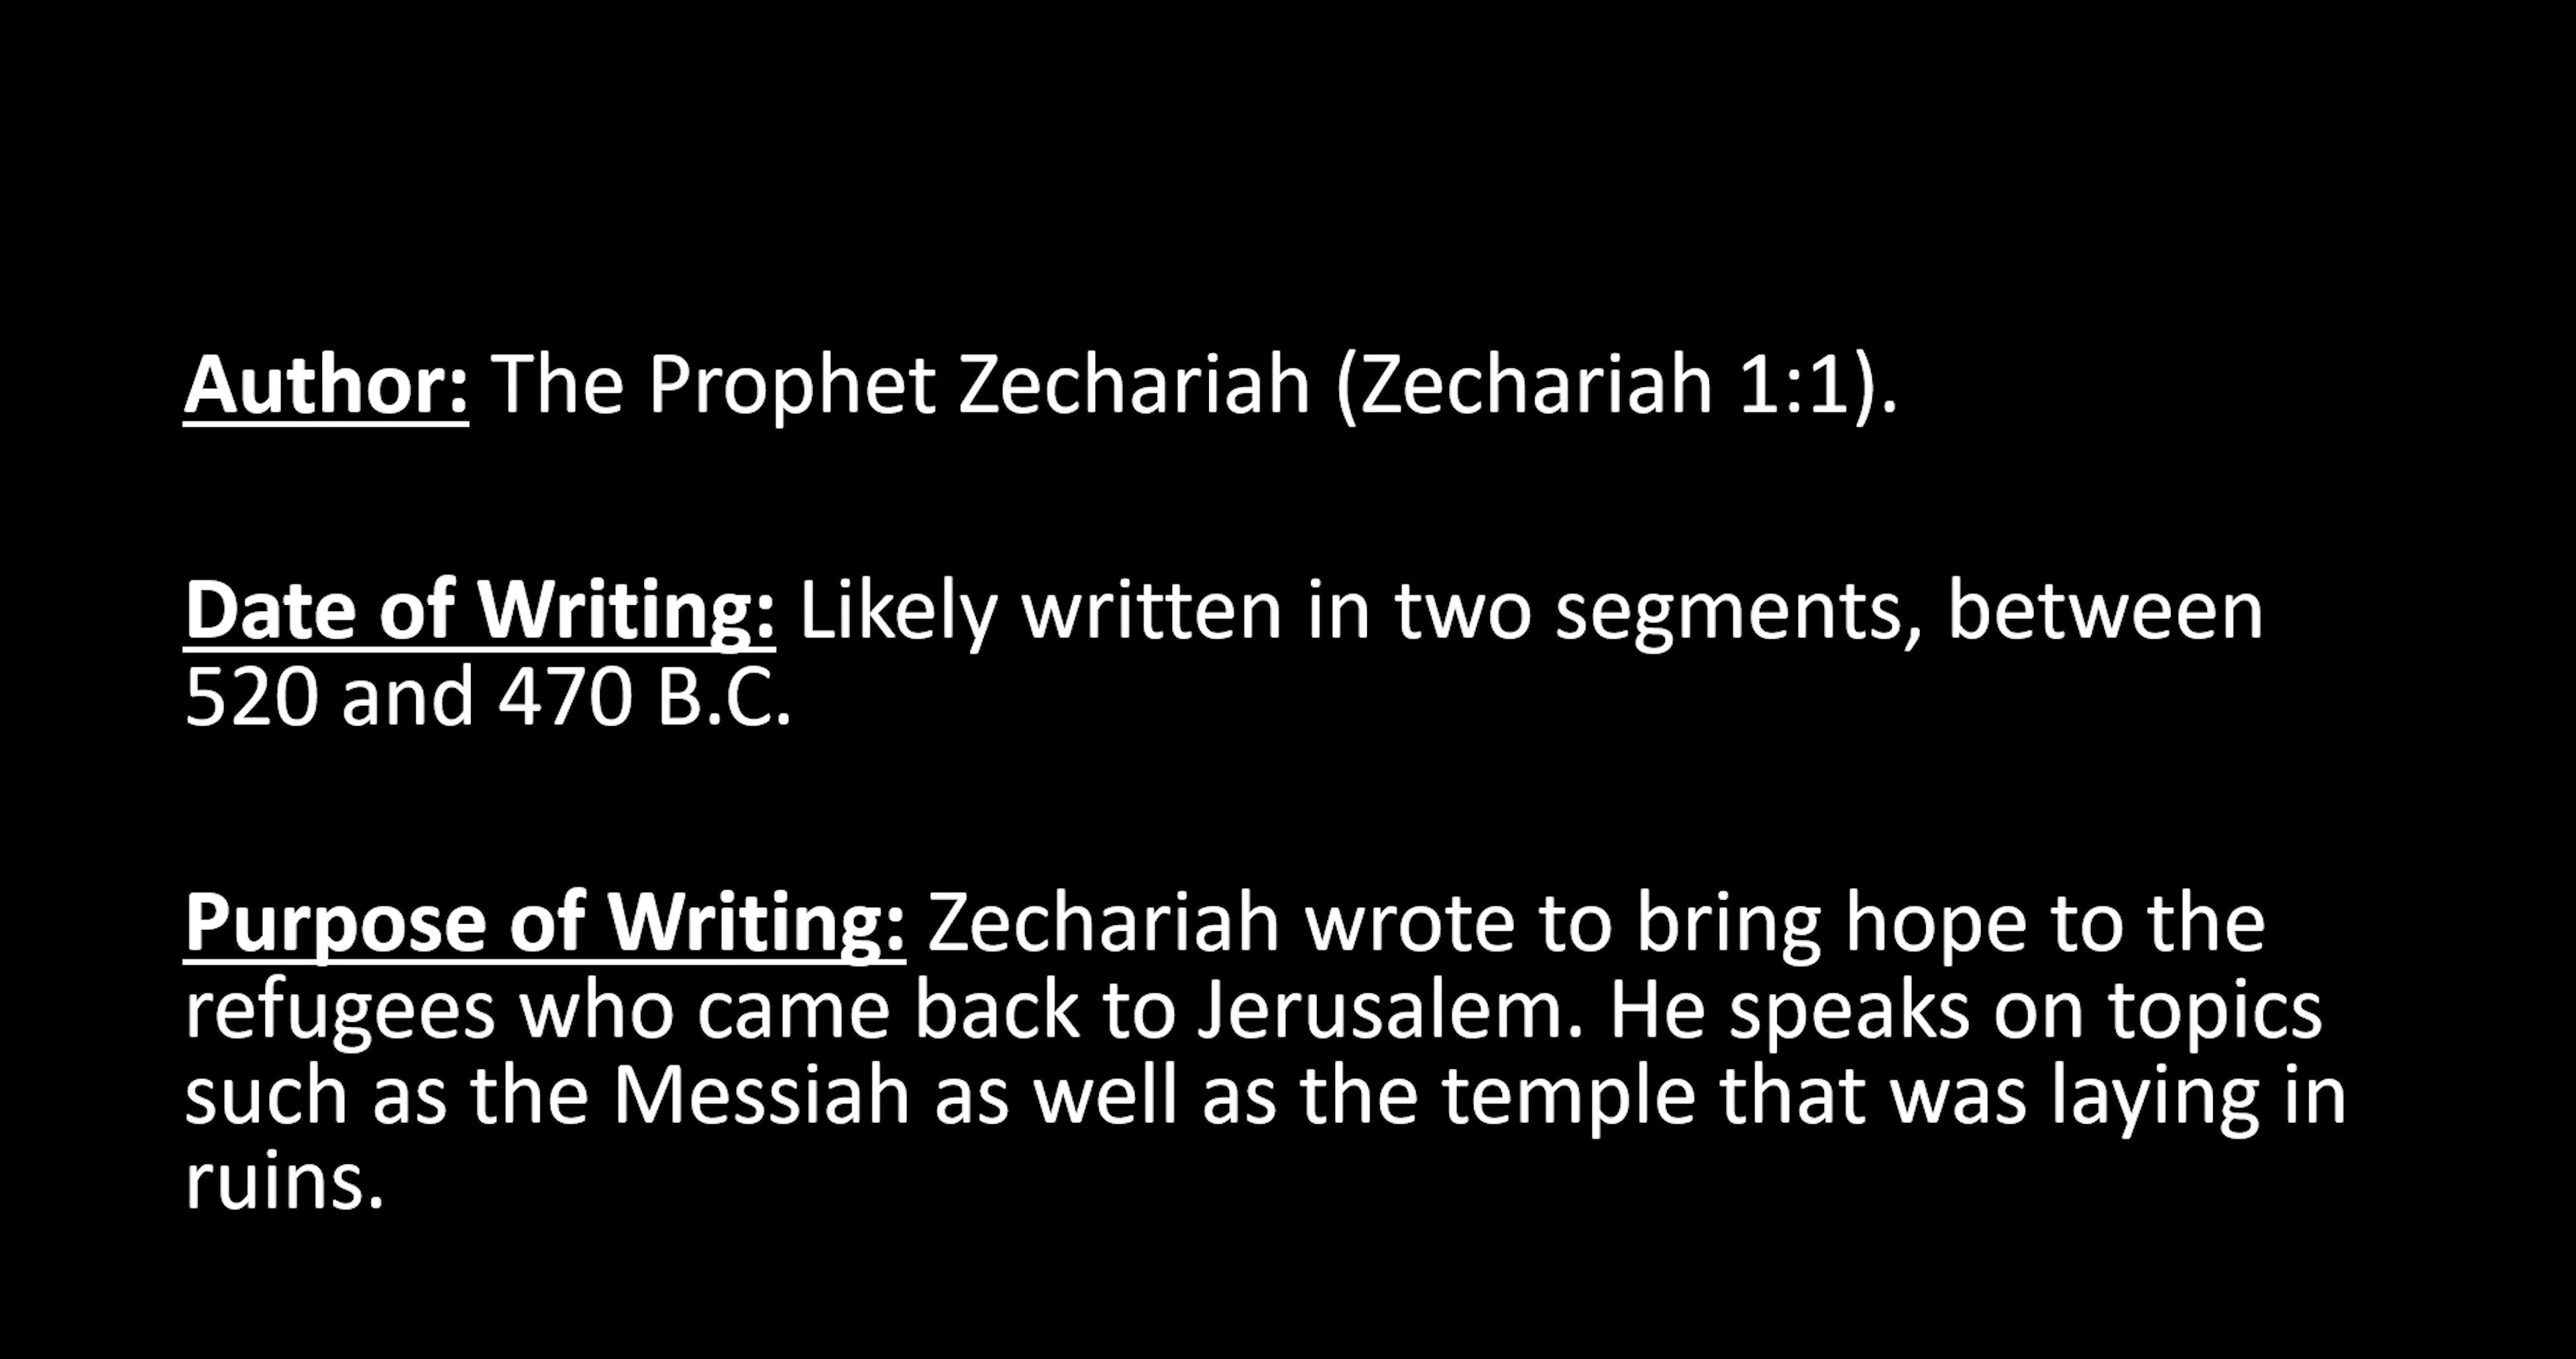 Author: The Prophet Zechariah (Zechariah 1:1).
Date of Writing: Likely written in two segments, between
520 and 470 B.C.
Purpose of Writing: Zechariah wrote to bring hope to the
refugees who came back to Jerusalem. He speaks on topics
such as the Messiah as well as the temple that was laying in
ruins.